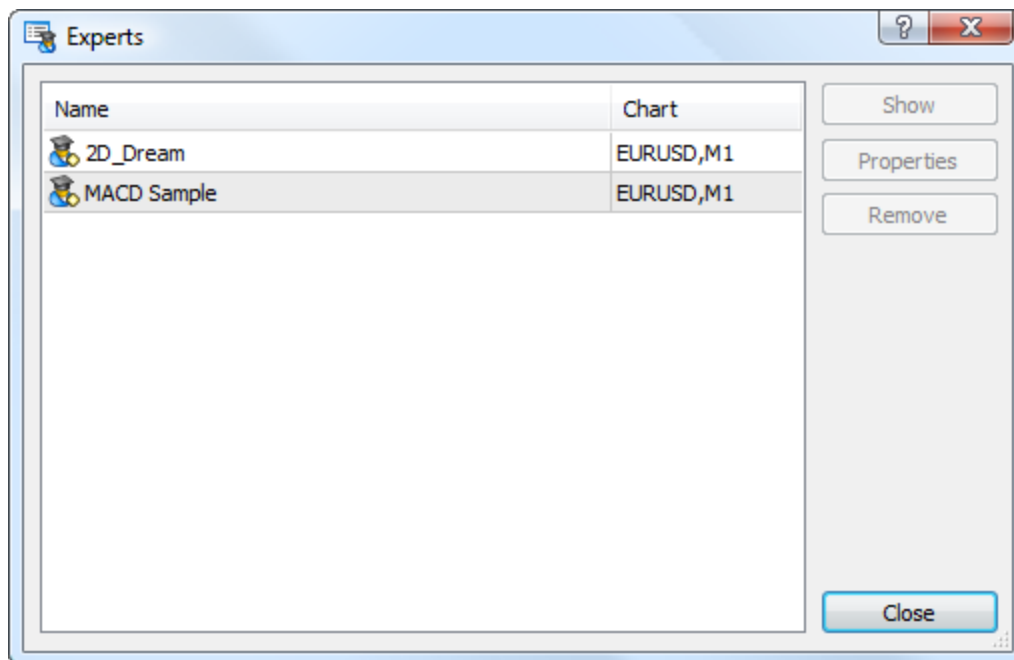 Experts
Name Chart
2D_Dream EURUSD,M1
MACD Sample EURUSD,M1
Show
Properties
Remove
Close